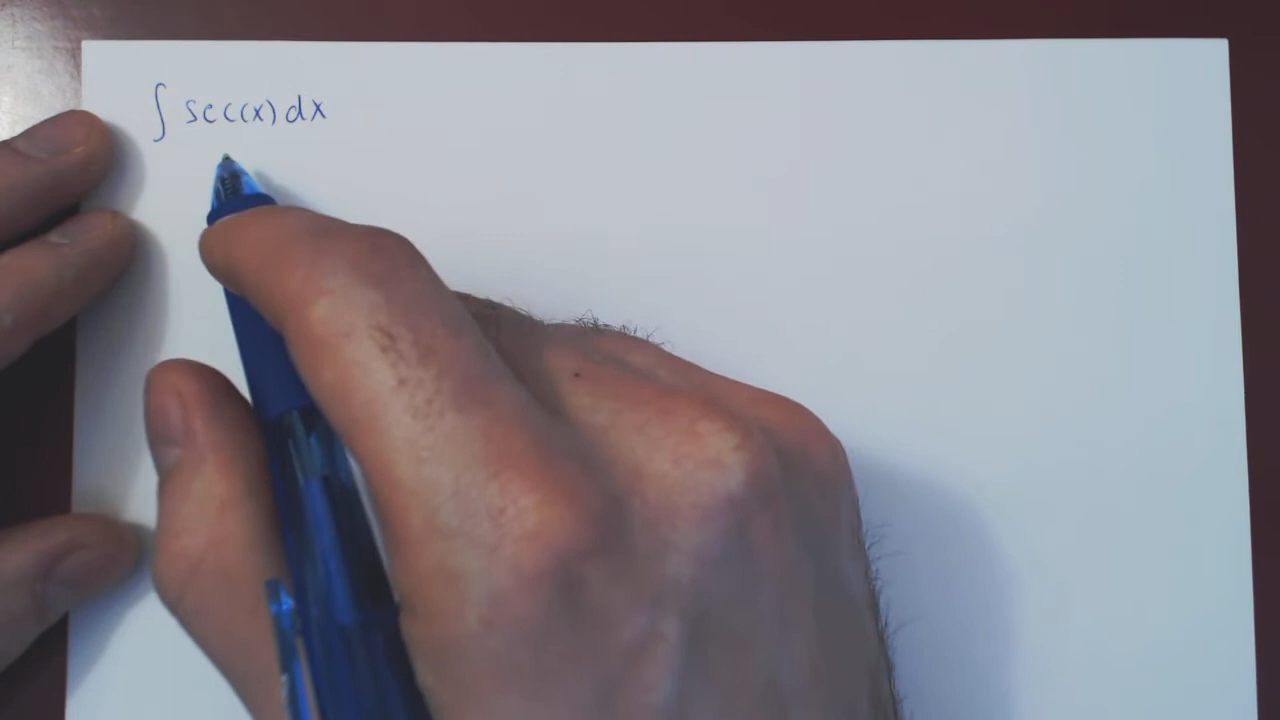 ∫ sec(x) dx